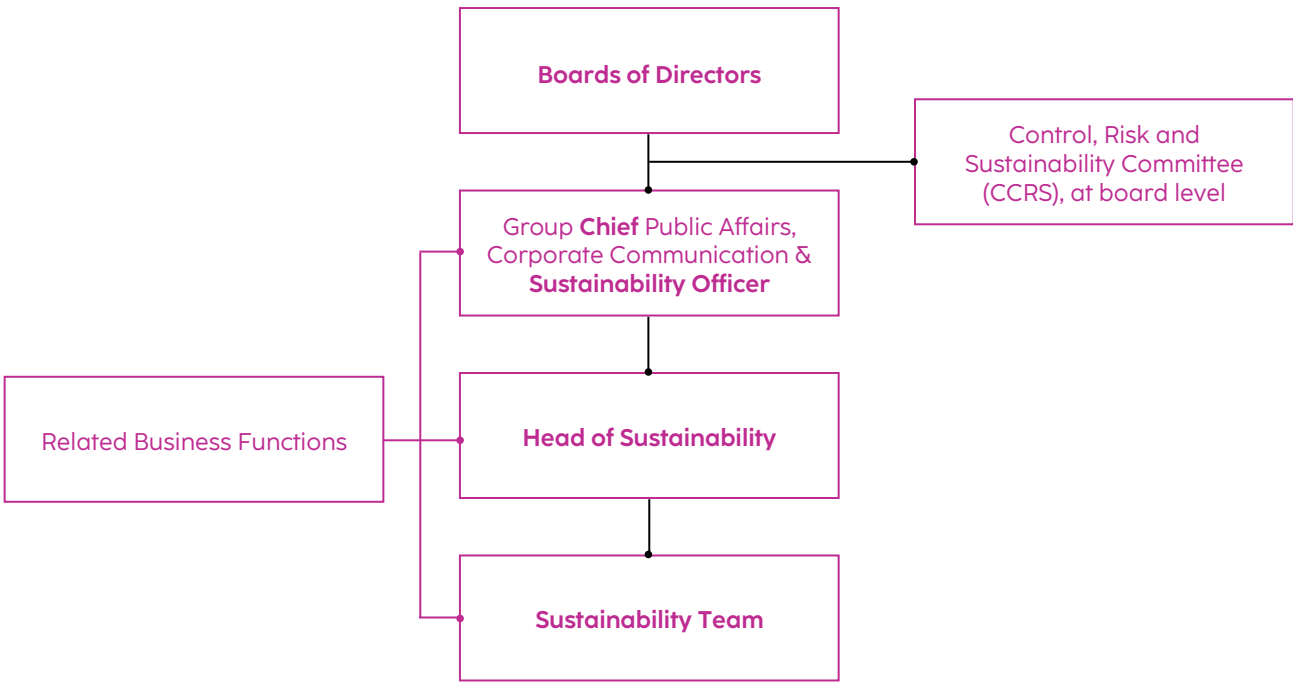 Boards of Directors
Control, Risk and
Sustainability Committee
(CCRS), at board level
Group Chief Public Affairs,
Corporate Communication &
Sustainability Officer
Related Business Functions
Head of Sustainability
Sustainability Team